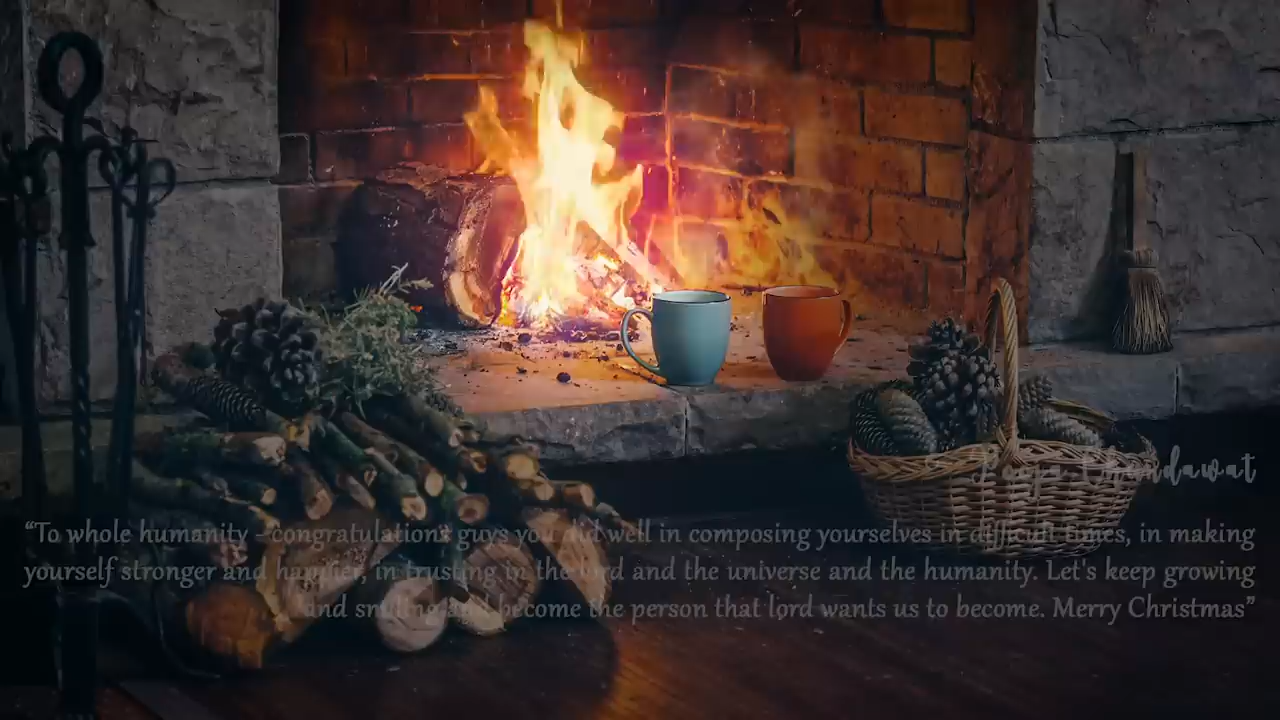 “To whole humanity - congratulations guys you did well in composing yourselves in difficult times, in making
yourself stronger and happier, in trusting in the lord and the universe and the humanity. Let's keep growing
and smiling and become the person that lord wants us to become. Merry Christmas”